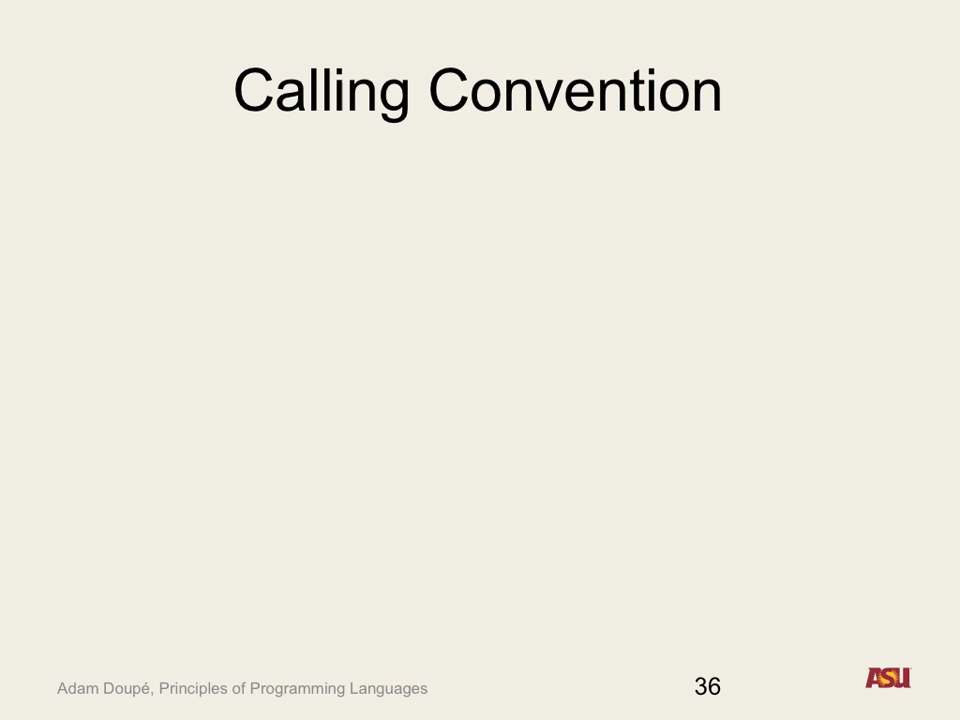 Calling Convention
Adam Doupé, Principles of Programming Languages
36
ASU